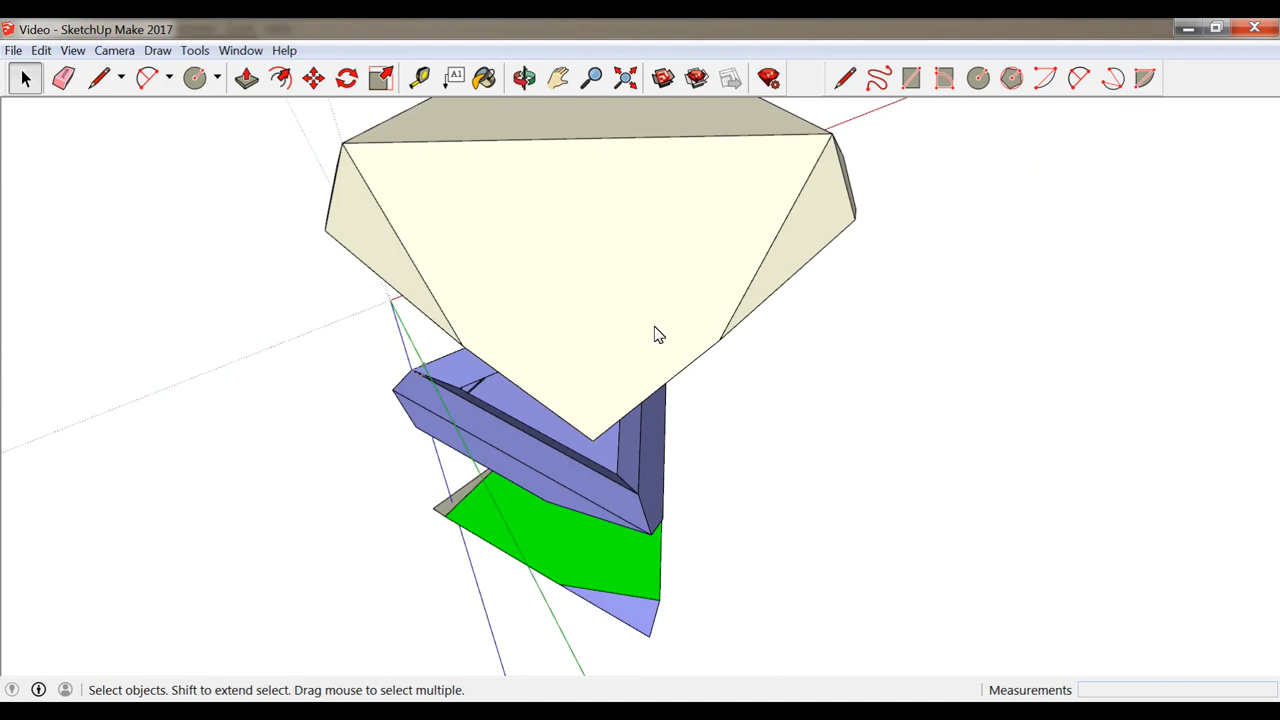 Video - SketchUp Make 2017
File Edit View Camera Draw Tools Window Help
A1
Select objects. Shift to extend select. Drag mouse to select multiple.
Measurements